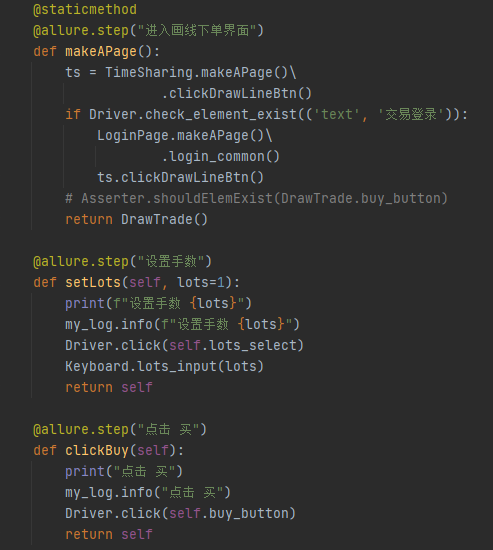 @staticmethod
@allure.step("进入画线下单界面")
def makeAPage():
    ts = TimeSharing.makeAPage()\
                .clickDrawLineBtn()
    if Driver.check_element_exist(('text', '交易登录')):
        LoginPage.makeAPage()\
                .login_common()
        ts.clickDrawLineBtn()
    # Asserter.shouldElemExist(DrawTrade.buy_button)
    return DrawTrade()

@allure.step("设置手数")
def setLots(self, lots=1):
    print(f"设置手数 {lots}")
    my_log.info(f"设置手数 {lots}")
    Driver.click(self.lots_select)
    Keyboard.lots_input(lots)
    return self

@allure.step("点击 买")
def clickBuy(self):
    print("点击 买")
    my_log.info("点击 买")
    Driver.click(self.buy_button)
    return self